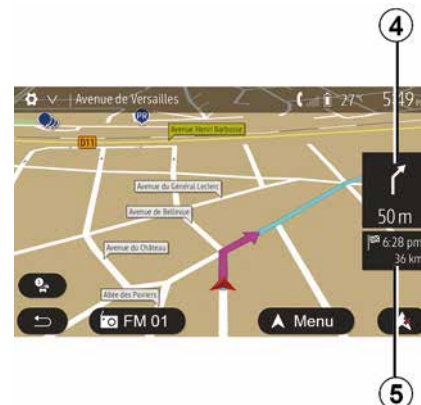 4
Avenue de Versailles
27°
5:49
PR
Avenue Henri Barbusse
D11
Avenue du Général Leclerc
50 m
Avenue de Bellevue
6:28 pm
Avenue du Château
36 km
Allée des Pioniers
FM 01
Menu
5